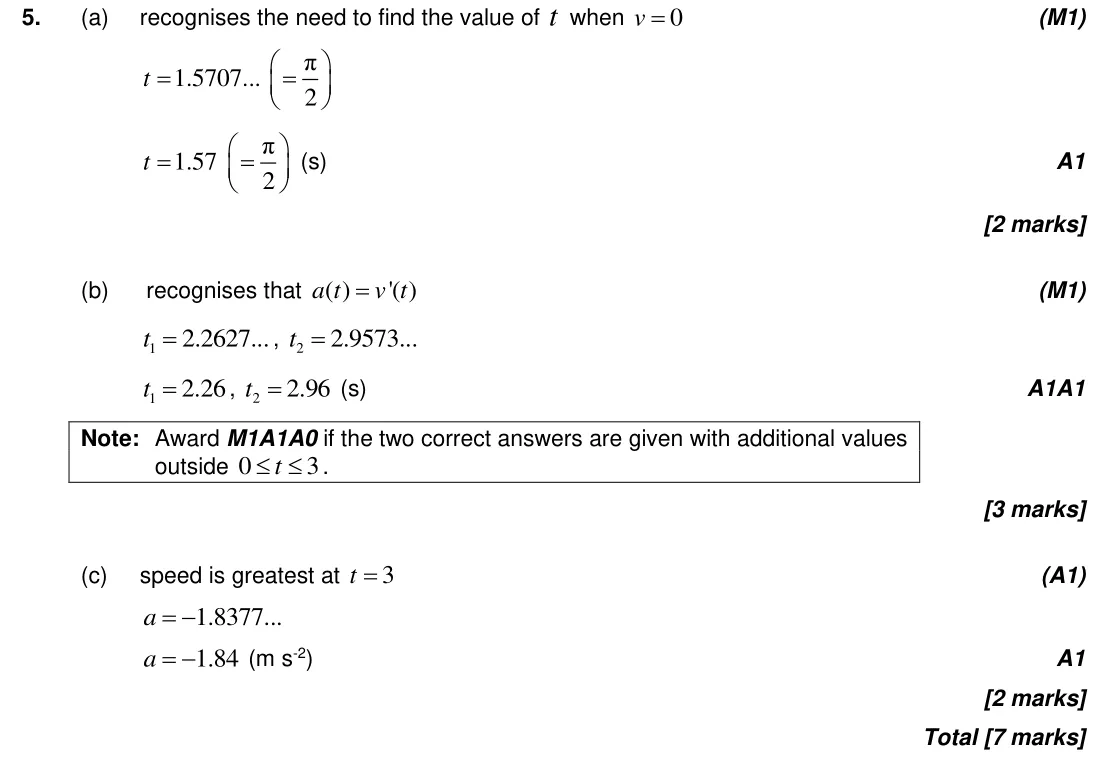 5. (a) recognises the need to find the value of t when v = 0 (M1)
t = 1.5707... (= π/2)
t = 1.57 (= π/2) (s) A1
[2 marks]
(b) recognises that a(t) = v'(t) (M1)
t₁ = 2.2627... , t₂ = 2.9573...
t₁ = 2.26 , t₂ = 2.96 (s) A1A1
Note: Award M1A1A0 if the two correct answers are given with additional values
outside 0 ≤ t ≤ 3 .
[3 marks]
(c) speed is greatest at t = 3 (A1)
a = −1.8377...
a = −1.84 (m s⁻²) A1
[2 marks]
Total [7 marks]